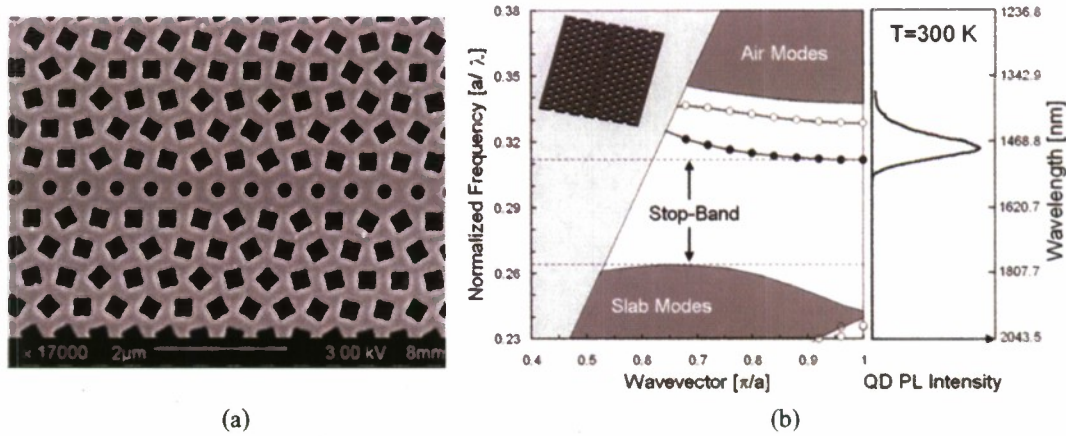 × 17000 2μm 3.00 kV 8mm
(a)
Normalized Frequency [a/ λ]
0.38
0.35
0.32
0.29
0.26
0.23
Air Modes
Stop-Band
Slab Modes
0.4 0.5 0.6 0.7 0.8 0.9 1
Wavevector [π/a]
T=300 K
QD PL Intensity
1236.8
1342.9
1468.8
1620.7
1807.7
2043.5
Wavelength [nm]
(b)